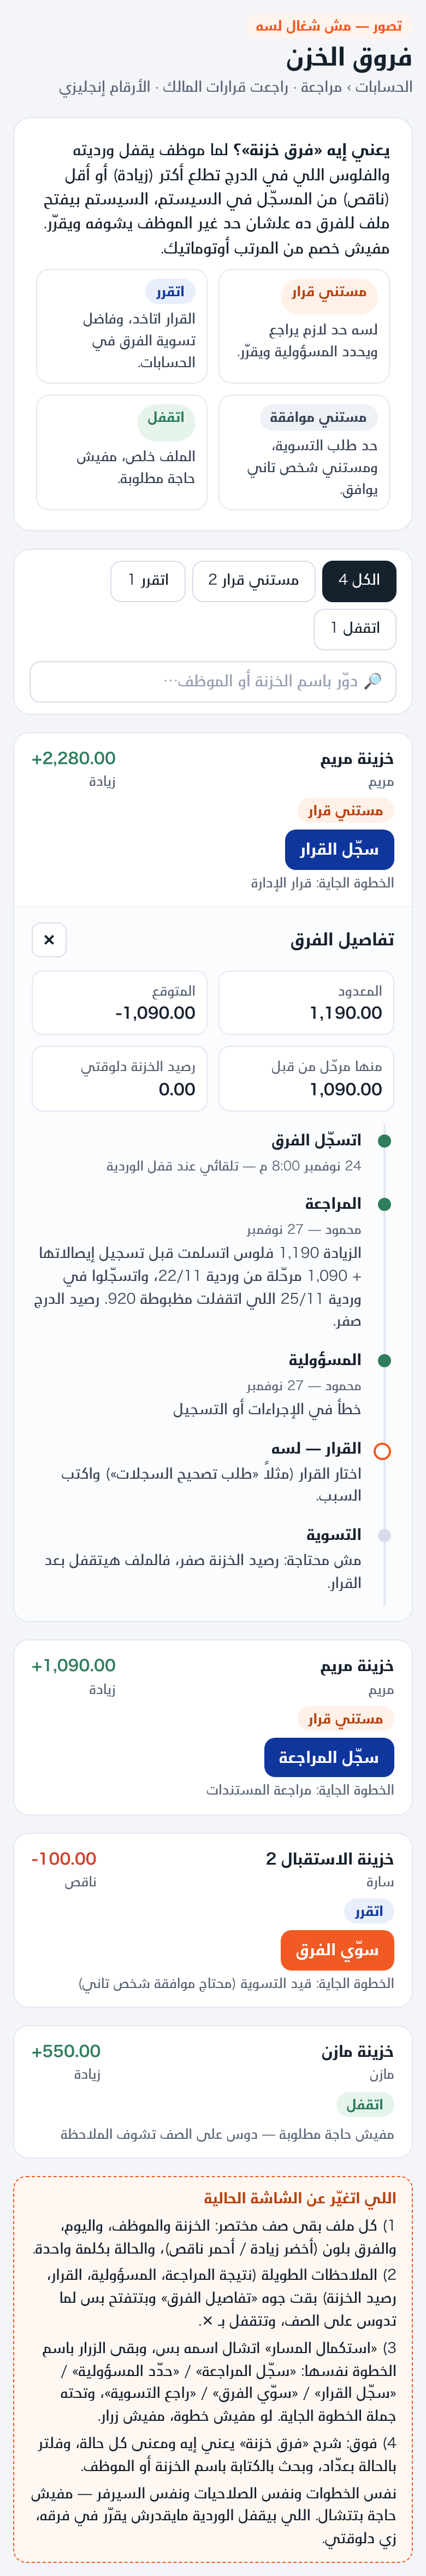 تصور — مش شغال لسه
فروق الخزن
الحسابات › مراجعة · راجعت قرارات المالك · الأرقام إنجليزي
يعني إيه «فرق خزنة»؟ لما موظف يقفل ورديته
والفلوس اللي في الدرج تطلع أكتر (زيادة) أو أقل
(ناقص) من المسجّل في السيستم، السيستم بيفتح
ملف للفرق ده علشان حد غير الموظف يشوفه ويقرّر.
مفيش خصم من المرتب أوتوماتيك.
مستني قرار
لسه حد لازم يراجع
ويحدد المسؤولية ويقرّر.
اتقرر
القرار اتاخد، وفاضل
تسوية الفرق في
الحسابات.
مستني موافقة
حد طلب التسوية،
ومستني شخص تاني
يوافق.
اتقفل
الملف خلص، مفيش
حاجة مطلوبة.
الكل 4
مستني قرار 2
اتقرر 1
اتقفل 1
🔎 دوّر باسم الخزنة أو الموظف…
خزينة مريم
+2,280.00
مريم
زيادة
مستني قرار
سجّل القرار
الخطوة الجاية: قرار الإدارة
تفاصيل الفرق
✕
المعدود
1,190.00
المتوقع
-1,090.00
منها مرحّل من قبل
1,090.00
رصيد الخزنة دلوقتي
0.00
اتسجّل الفرق
24 نوفمبر 8:00 م — تلقائي عند قفل الوردية
المراجعة
محمود — 27 نوفمبر
الزيادة 1,190 فلوس اتسلمت قبل تسجيل إيصالاتها
+ 1,090 مرحّلة من وردية 22/11، واتسجّلوا في
وردية 25/11 اللي اتقفلت مظبوطة 920. رصيد الدرج
صفر.
المسؤولية
محمود — 27 نوفمبر
خطأ في الإجراءات أو التسجيل
القرار — لسه
اختار القرار (مثلاً «طلب تصحيح السجلات») واكتب
السبب.
التسوية
مش محتاجة: رصيد الخزنة صفر، فالملف هيتقفل بعد
القرار.
خزينة مريم
+1,090.00
مريم
زيادة
مستني قرار
سجّل المراجعة
الخطوة الجاية: مراجعة المستندات
خزينة الاستقبال 2
-100.00
سارة
ناقص
اتقرر
سوّي الفرق
الخطوة الجاية: قيد التسوية (محتاج موافقة شخص تاني)
خزينة مازن
+550.00
مازن
زيادة
اتقفل
مفيش حاجة مطلوبة — دوس على الصف تشوف الملاحظة
اللي اتغيّر عن الشاشة الحالية
1) كل ملف بقى صف مختصر: الخزنة والموظف، واليوم،
والفرق بلون (أخضر زيادة / أحمر ناقص)، والحالة بكلمة واحدة.
2) الملاحظات الطويلة (نتيجة المراجعة، المسؤولية، القرار،
رصيد الخزنة) بقت جوه «تفاصيل الفرق» وبتتفتح بس لما
تدوس على الصف، وتتقفل بـ ✕.
3) «استكمال المسار» اتشال اسمه بس، وبقى الزرار باسم
الخطوة نفسها: «سجّل المراجعة» / «حدّد المسؤولية» /
«سجّل القرار» / «سوّي الفرق» / «راجع التسوية»، وتحته
جملة الخطوة الجاية. لو مفيش خطوة، مفيش زرار.
4) فوق: شرح «فرق خزنة» يعني إيه ومعنى كل حالة، وفلتر
بالحالة بعدّاد، وبحث بالكتابة باسم الخزنة أو الموظف.
نفس الخطوات ونفس الصلاحيات ونفس السيرفر — مفيش
حاجة بتتشال. اللي بيقفل الوردية مايقدرش يقرّر في فرقه،
زي دلوقتي.